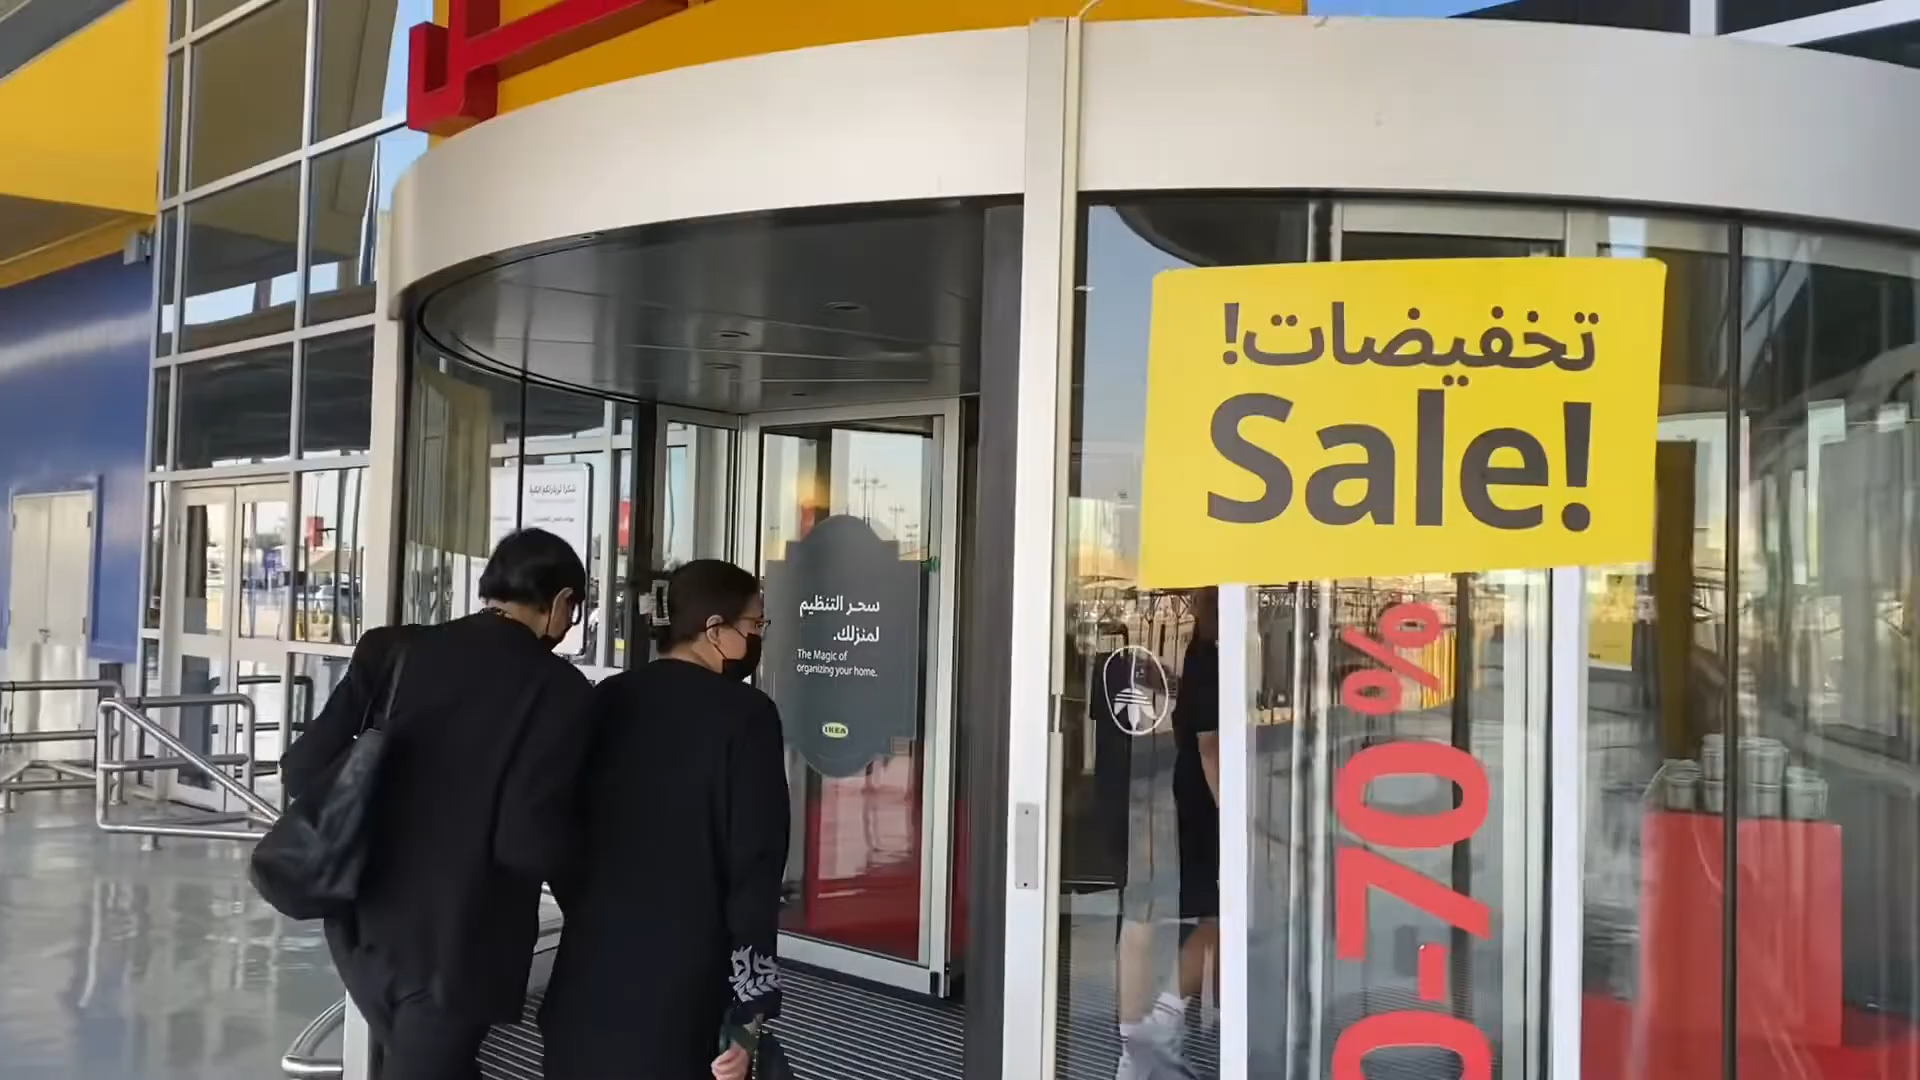 تخفيضات!
Sale!
0-70%
سحر التنظيم
لمنزلك.
The Magic of
organizing your home.
IKEA